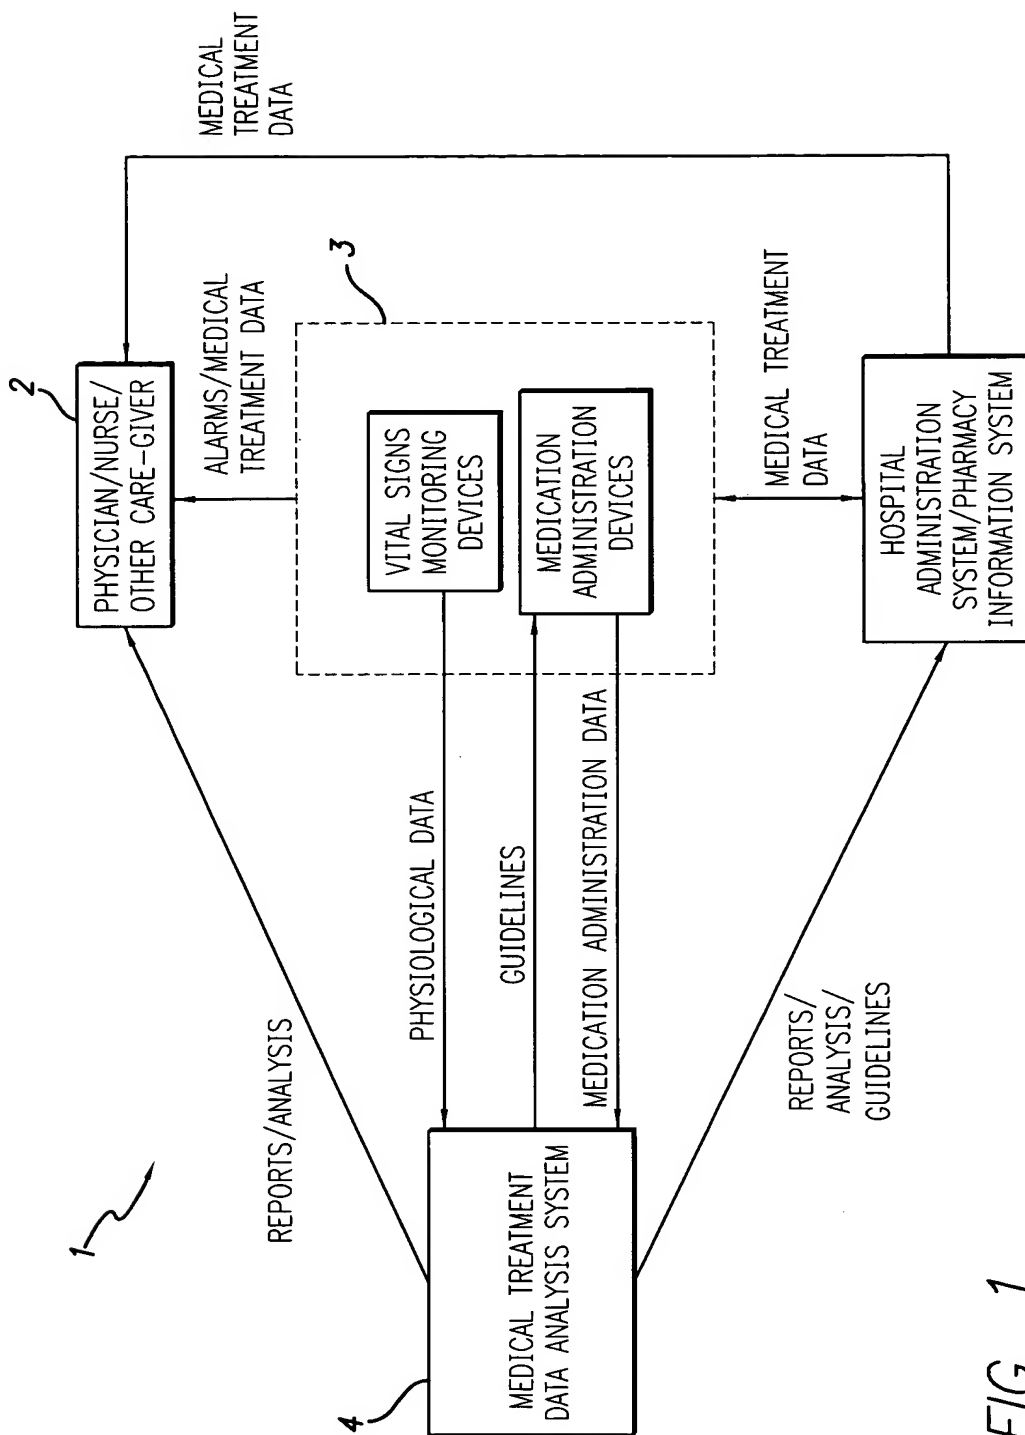 1
REPORTS/ANALYSIS
2
PHYSICIAN/NURSE/
OTHER CARE-GIVER
MEDICAL
TREATMENT
DATA
ALARMS/MEDICAL
TREATMENT DATA
3
PHYSIOLOGICAL DATA
VITAL SIGNS
MONITORING
DEVICES
4
MEDICAL TREATMENT
DATA ANALYSIS SYSTEM
GUIDELINES
MEDICATION
ADMINISTRATION
DEVICES
MEDICATION ADMINISTRATION DATA
MEDICAL TREATMENT
DATA
REPORTS/
ANALYSIS/
GUIDELINES
HOSPITAL
ADMINISTRATION
SYSTEM/PHARMACY
INFORMATION SYSTEM
FIG. 1